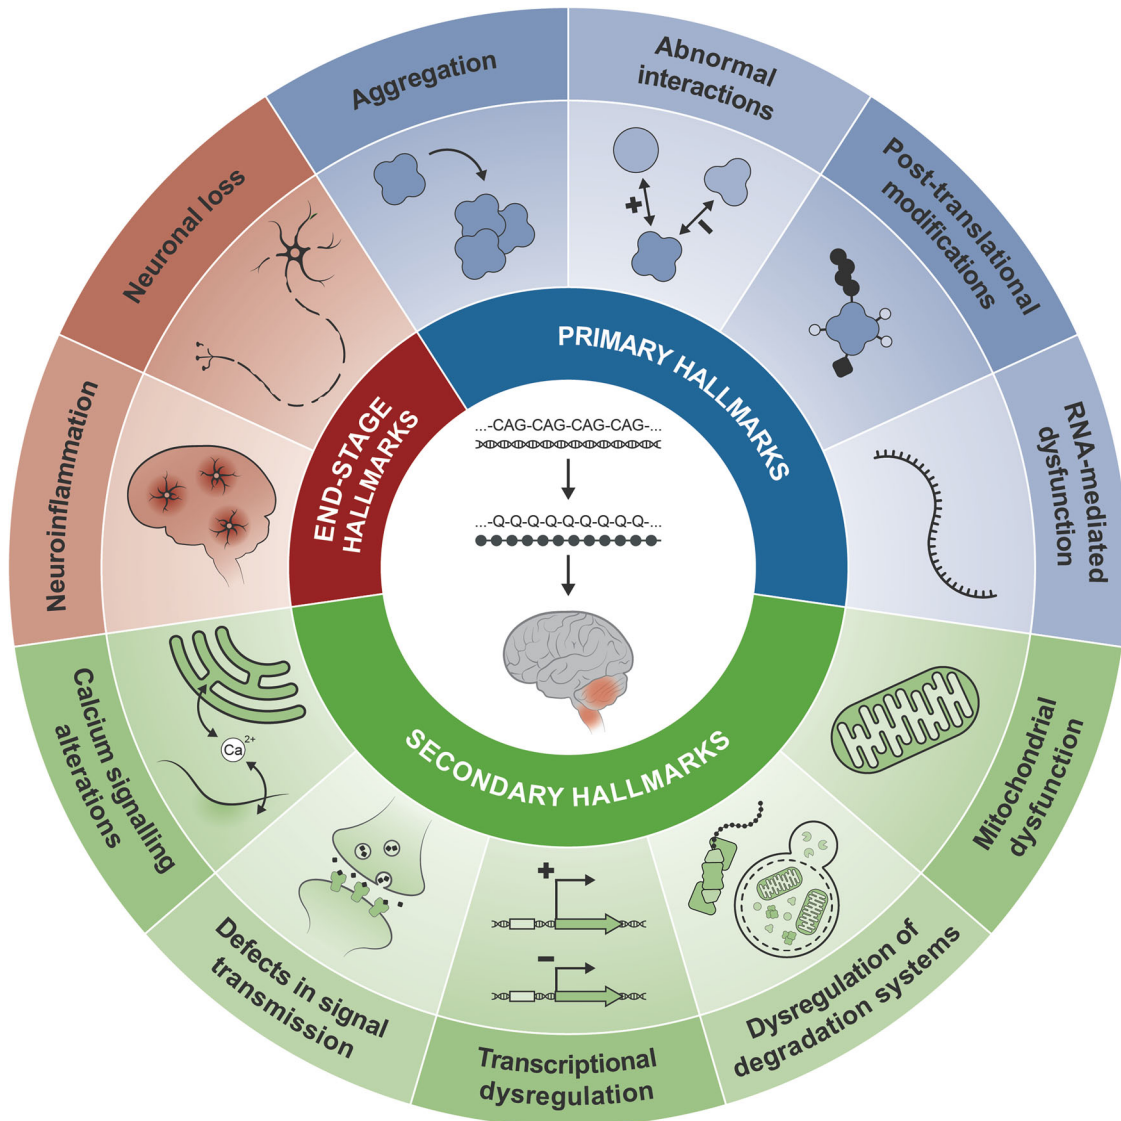 Aggregation
Abnormal
interactions
Post-translational
modifications
RNA-mediated
dysfunction
Mitochondrial
dysfunction
Dysregulation of
degradation systems
Transcriptional
dysregulation
Defects in signal
transmission
Calcium signalling
alterations
Neuroinflammation
Neuronal loss
PRIMARY HALLMARKS
SECONDARY HALLMARKS
END-STAGE
HALLMARKS
...-CAG-CAG-CAG-CAG-...
...-Q-Q-Q-Q-Q-Q-Q-Q-...
+
−
Ca2+
+
−